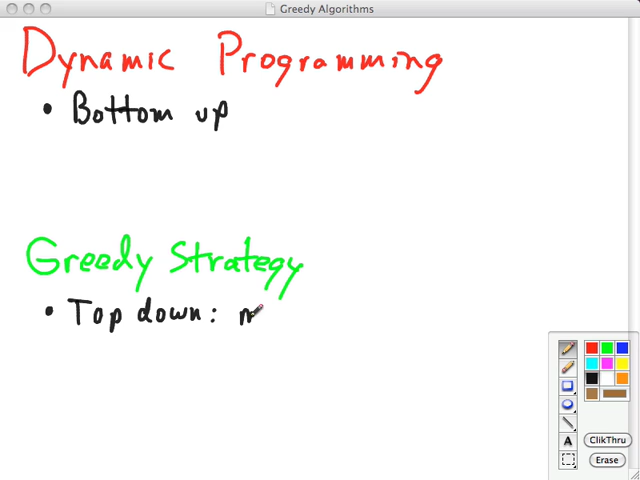 Greedy Algorithms
Dynamic Programming
• Bottom up
Greedy Strategy
• Top down:
A
ClikThru
Erase